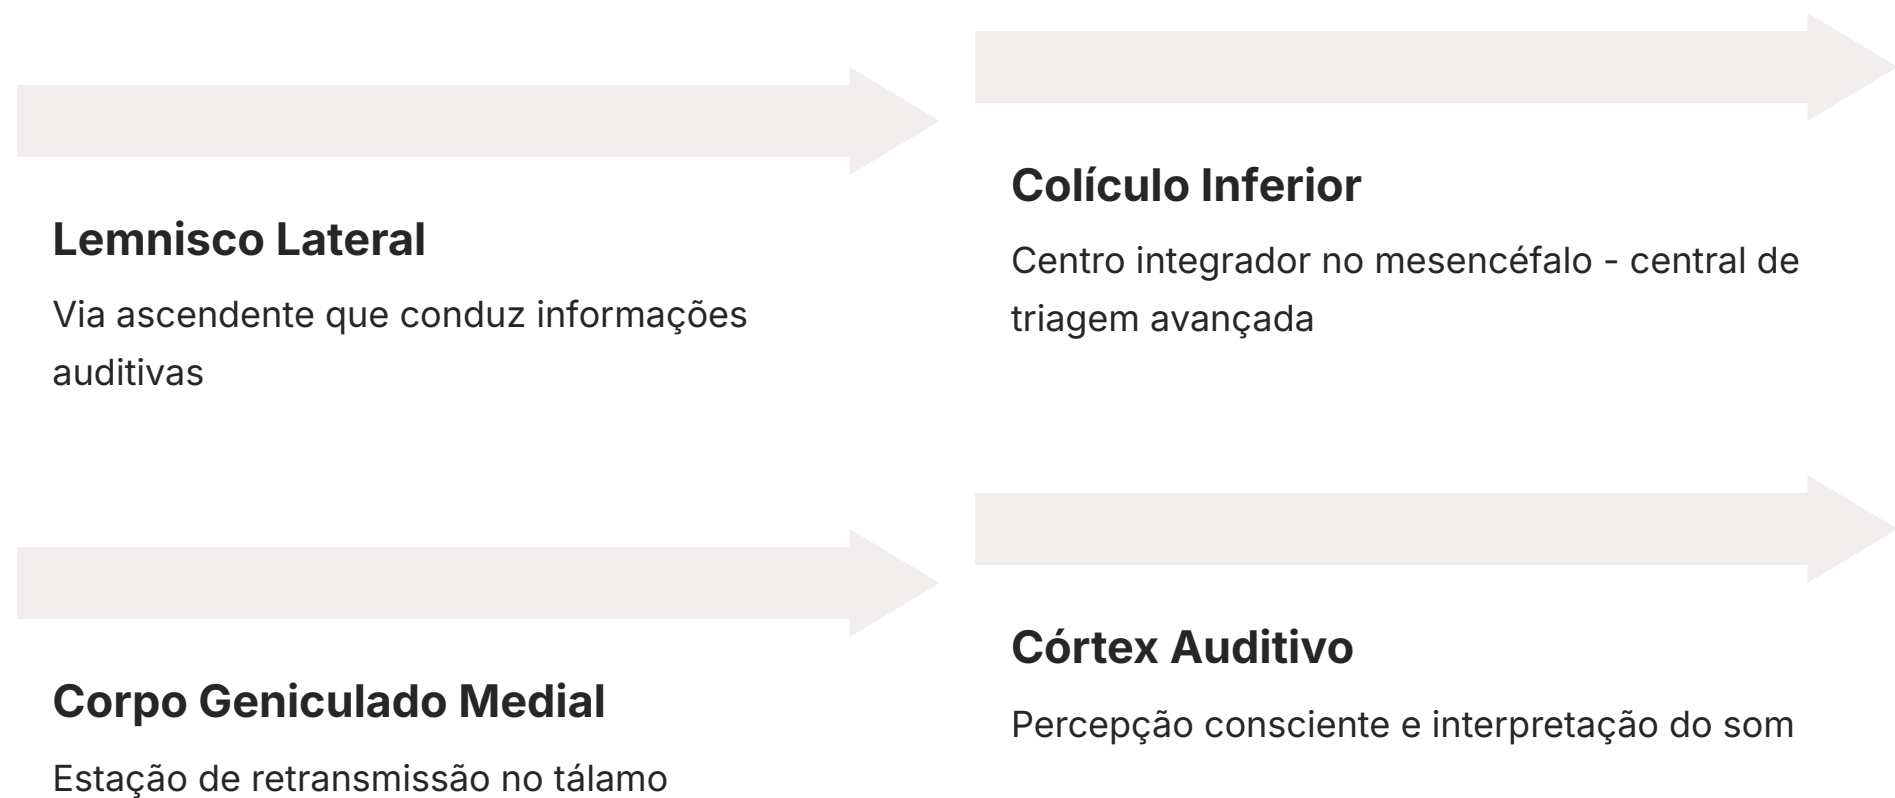 Lemnisco Lateral
Via ascendente que conduz informações
auditivas
Colículo Inferior
Centro integrador no mesencéfalo - central de
triagem avançada
Corpo Geniculado Medial
Estação de retransmissão no tálamo
Córtex Auditivo
Percepção consciente e interpretação do som